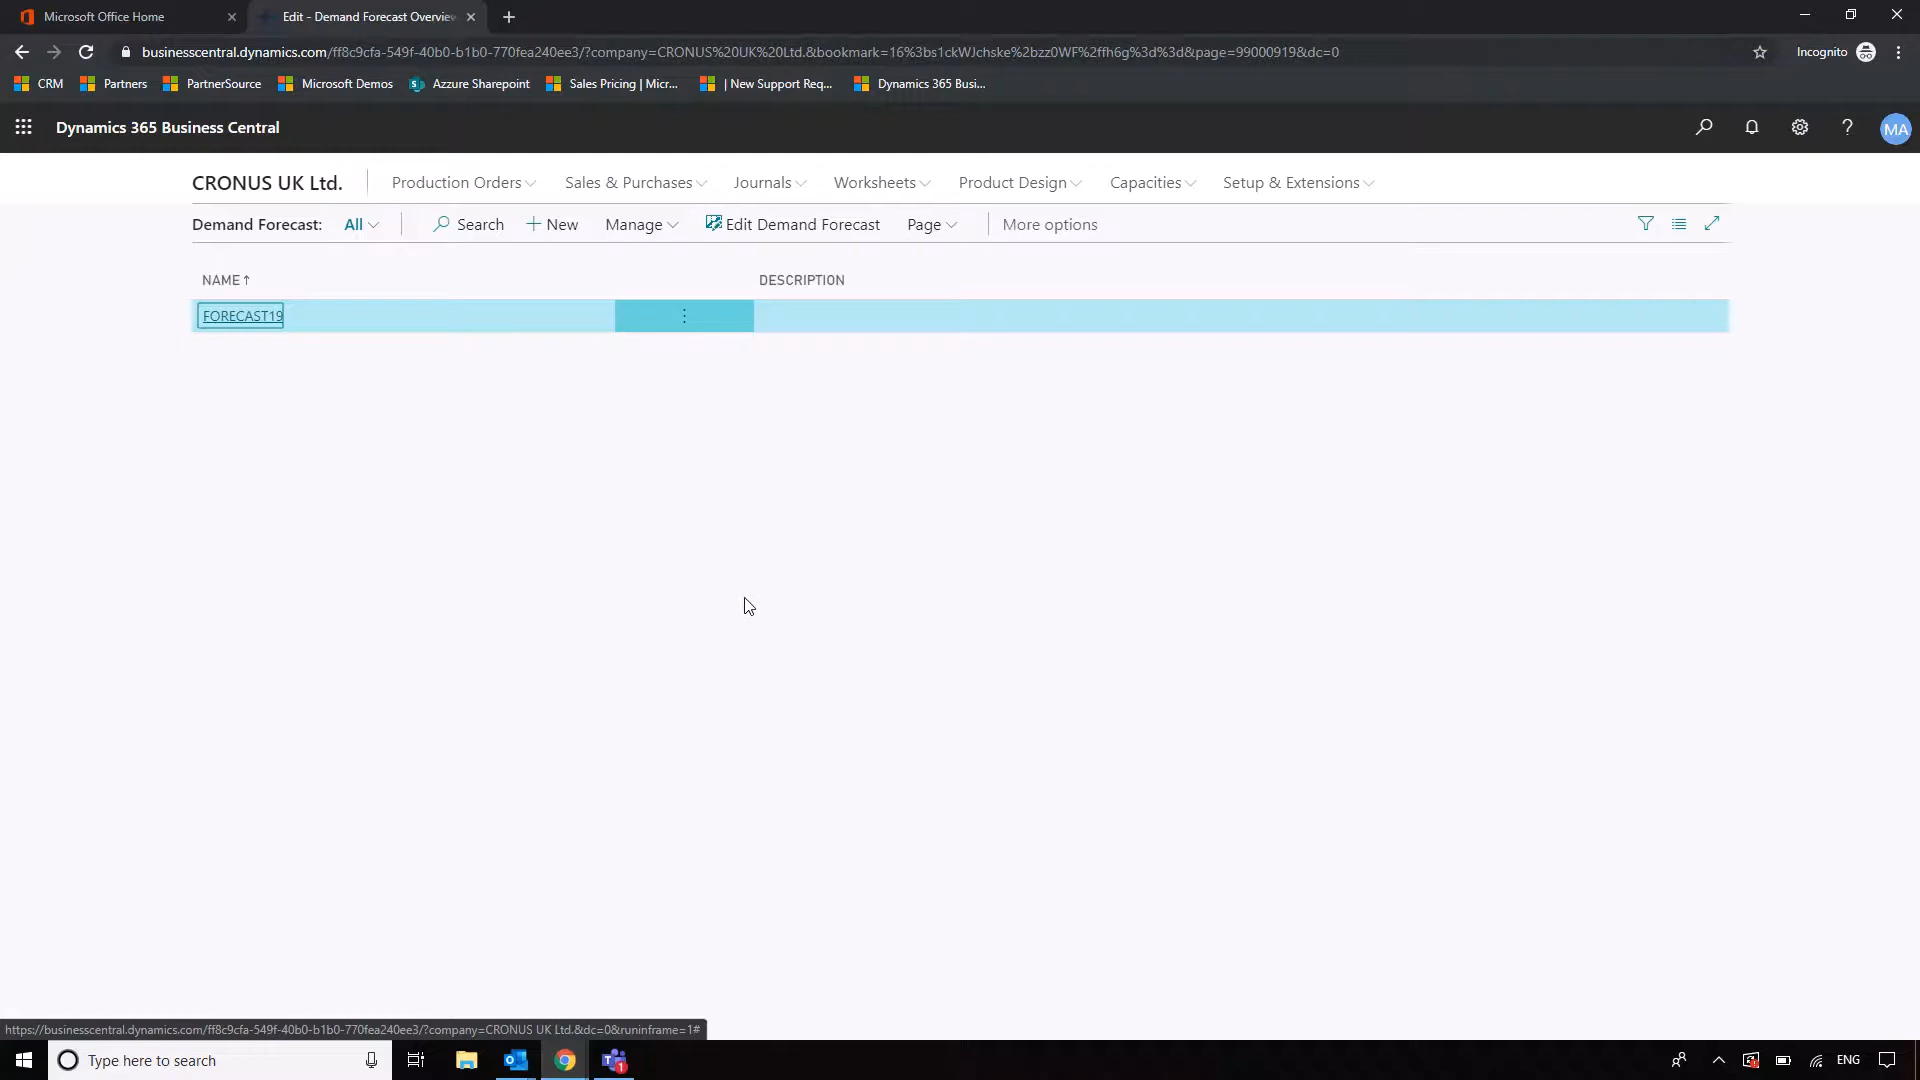 Microsoft Office Home
Edit - Demand Forecast Overview
businesscentral.dynamics.com/ff8c9cfa-549f-40b0-b1b0-770fea240ee3/?company=CRONUS%20UK%20Ltd.&bookmark=16%3bs1ckWJchske%2bzz0WF%2ffh6g%3d%3d&page=99000919&dc=0
Incognito
CRM
Partners
PartnerSource
Microsoft Demos
Azzure Sharepoint
Sales Pricing | Micr...
| New Support Req...
Dynamics 365 Busi...
Dynamics 365 Business Central
MA
CRONUS UK Ltd.
Production Orders
Sales & Purchases
Journals
Worksheets
Product Design
Capacities
Setup & Extensions
Demand Forecast:
All
Search
New
Manage
Edit Demand Forecast
Page
More options
NAME ↑
DESCRIPTION
FORECAST19
https://businesscentral.dynamics.com/ff8c9cfa-549f-40b0-b1b0-770fea240ee3/?company=CRONUS UK Ltd.&dc=0&runinframe=1#
Type here to search
1
ENG